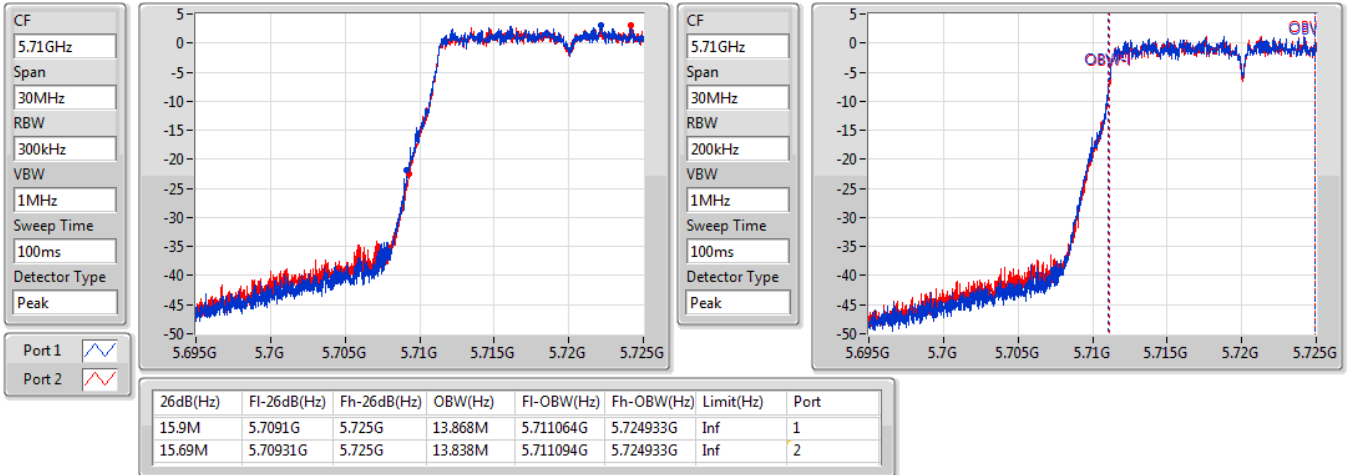 CF
5.71GHz
Span
30MHz
RBW
300kHz
VBW
1MHz
Sweep Time
100ms
Detector Type
Peak
Port 1
Port 2
5
0
-5
-10
-15
-20
-25
-30
-35
-40
-45
-50
5.695G 5.7G 5.705G 5.71G 5.715G 5.72G 5.725G
CF
5.71GHz
Span
30MHz
RBW
200kHz
VBW
1MHz
Sweep Time
100ms
Detector Type
Peak
5
0
-5
-10
-15
-20
-25
-30
-35
-40
-45
-50
OBV
5.695G 5.7G 5.705G 5.71G 5.715G 5.72G 5.725G
26dB(Hz) Fl-26dB(Hz) Fh-26dB(Hz) OBW(Hz) Fl-OBW(Hz) Fh-OBW(Hz) Limit(Hz) Port
15.9M 5.7091G 5.725G 13.868M 5.711064G 5.724933G Inf 1
15.69M 5.70931G 5.725G 13.838M 5.711094G 5.724933G Inf 2